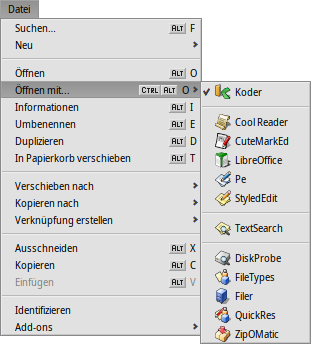 Datei
Suchen... ALT F
Neu
Öffnen ALT O
Öffnen mit... CTRL ALT O
Informationen ALT I
Umbenennen ALT E
Duplizieren ALT D
In Papierkorb verschieben ALT T
Verschieben nach
Kopieren nach
Verknüpfung erstellen
Ausschneiden ALT X
Kopieren ALT C
Einfügen ALT V
Identifizieren
Add-ons
Koder
Cool Reader
CuteMarkEd
LibreOffice
Pe
StyledEdit
TextSearch
DiskProbe
FileTypes
Filer
QuickRes
ZipOMatic